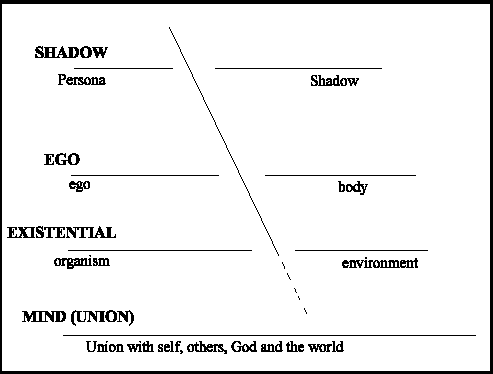 SHADOW
Persona
Shadow
EGO
ego
body
EXISTENTIAL
organism
environment
MIND (UNION)
Union with self, others, God and the world